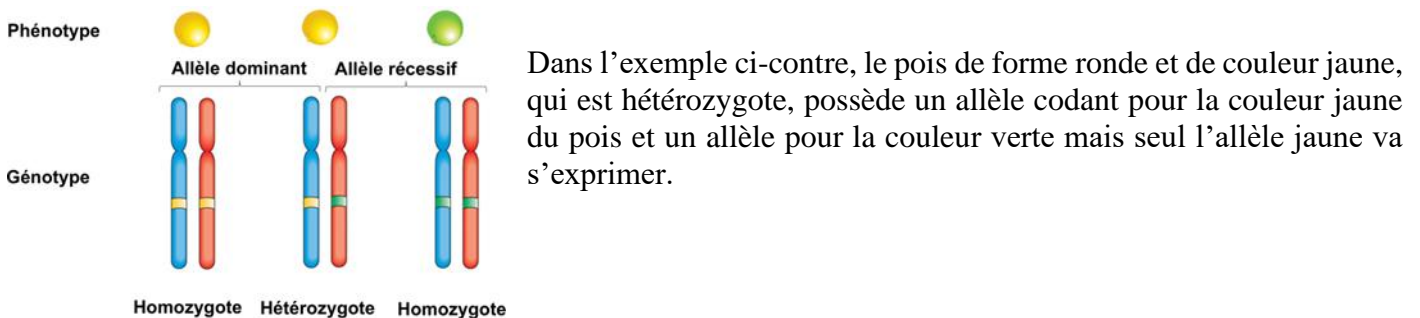 Phénotype
Allèle dominant Allèle récessif
Génotype
Homozygote Hétérozygote Homozygote
Dans l’exemple ci-contre, le pois de forme ronde et de couleur jaune,
qui est hétérozygote, possède un allèle codant pour la couleur jaune
du pois et un allèle pour la couleur verte mais seul l’allèle jaune va
s’exprimer.